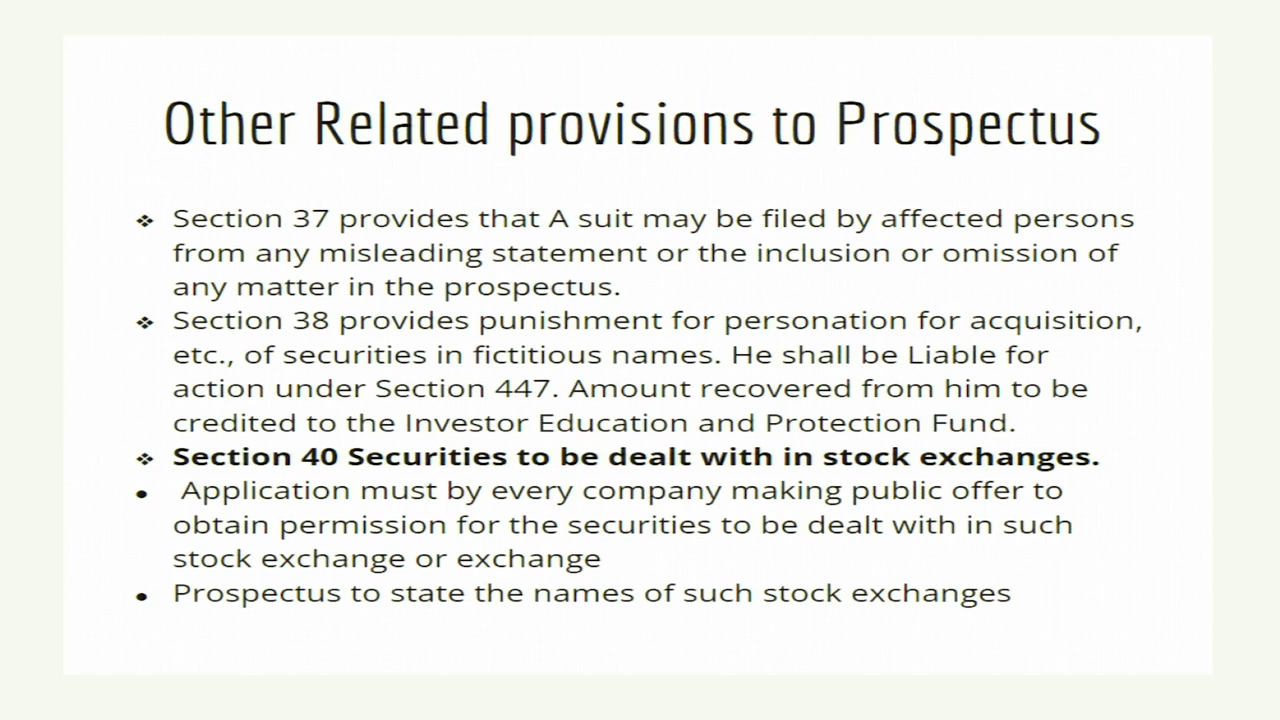 Other Related provisions to Prospectus
❖ Section 37 provides that A suit may be filed by affected persons
from any misleading statement or the inclusion or omission of
any matter in the prospectus.
❖ Section 38 provides punishment for personation for acquisition,
etc., of securities in fictitious names. He shall be Liable for
action under Section 447. Amount recovered from him to be
credited to the Investor Education and Protection Fund.
❖ Section 40 Securities to be dealt with in stock exchanges.
• Application must by every company making public offer to
obtain permission for the securities to be dealt with in such
stock exchange or exchange
• Prospectus to state the names of such stock exchanges